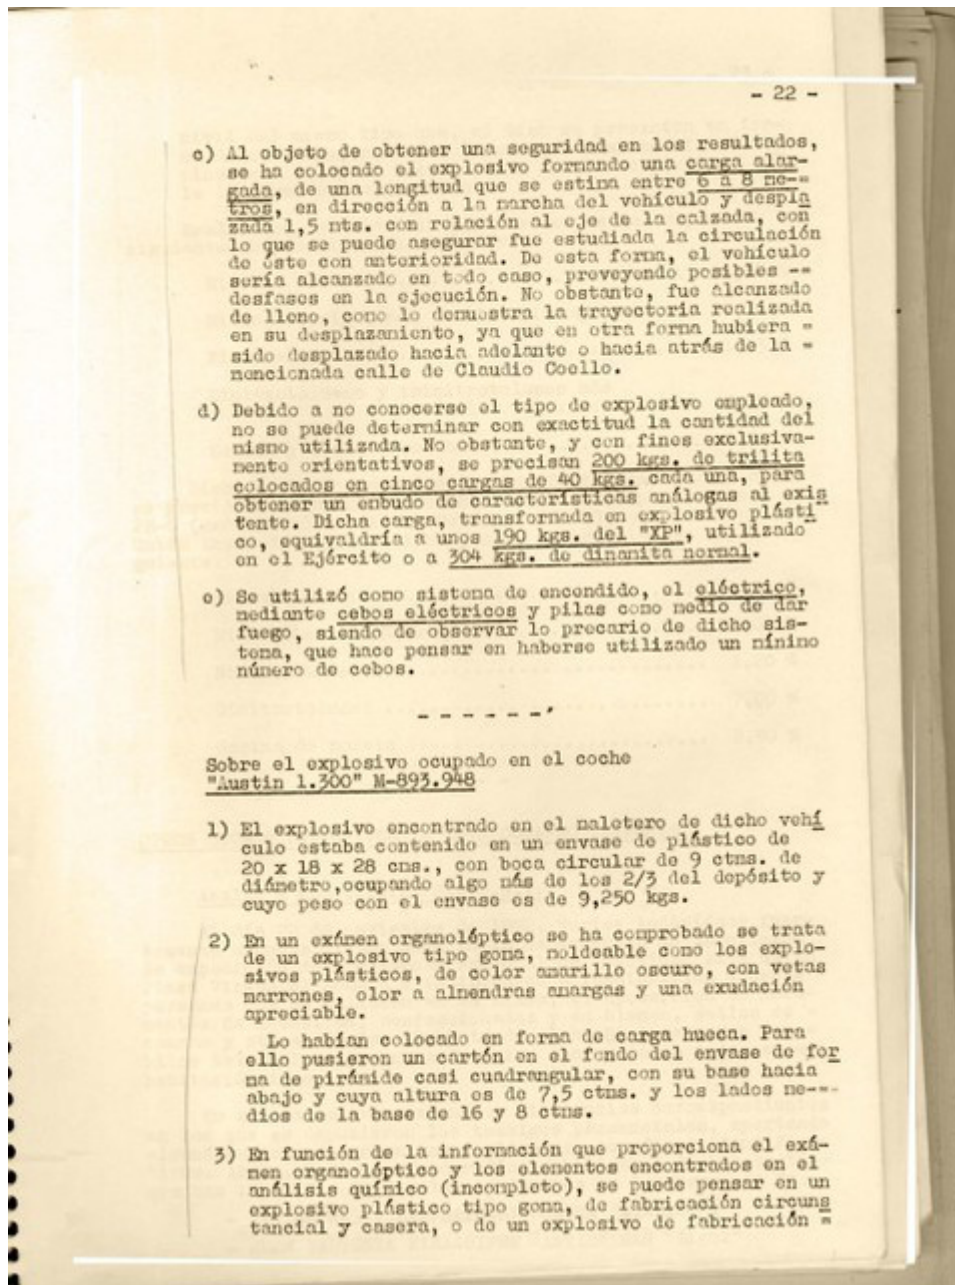 - 22 -
c) Al objeto de obtener una seguridad en los resultados,
se ha colocado el explosivo formando una carga alar-
gada, de una longitud que se estima entre 6 a 8 me-=
tros, en dirección a la marcha del vehículo y despla
zada 1,5 mts. con relación al eje de la calzada, con
lo que se puede asegurar fue estudiada la circulación
de éste con anterioridad. De esta forma, el vehículo
sería alcanzado en todo caso, preveyendo posibles --
desfases en la ejecución. No obstante, fue alcanzado
de lleno, como lo demuestra la trayectoria realizada
en su desplazamiento, ya que en otra forma hubiera =
sido desplazado hacia adelante o hacia atrás de la =
mencionada calle de Claudio Coello.
d) Debido a no conocerse el tipo de explosivo empleado,
no se puede determinar con exactitud la cantidad del
mismo utilizada. No obstante, y con fines exclusiva-
mente orientativos, se precisan 200 kgs. de trilita
colocados en cinco cargas de 40 kgs. cada una, para
obtener un embudo de características análogas al exis
tente. Dicha carga, transformada en explosivo plásti
co, equivaldría a unos 190 kgs. del "XP", utilizado
en el Ejército o a 304 kgs. de dinamita normal.
e) Se utilizó como sistema de encendido, el eléctrico,
mediante cebos eléctricos y pilas como medio de dar
fuego, siendo de observar lo precario de dicho sis-
tema, que hace pensar en haberse utilizado un mínimo
número de cebos.
- - - - - -
Sobre el explosivo ocupado en el coche
"Austin 1.300" M-893.948
1) El explosivo encontrado en el maletero de dicho vehí
culo estaba contenido en un envase de plástico de
20 x 18 x 28 cms., con boca circular de 9 ctms. de
diámetro,ocupando algo más de los 2/3 del depósito y
cuyo peso con el envase es de 9,250 kgs.
2) En un exámen organoléptico se ha comprobado se trata
de un explosivo tipo goma, moldeable como los explo-
sivos plásticos, de color amarillo oscuro, con vetas
marrones, olor a almendras amargas y una exudación
apreciable.
Lo habían colocado en forma de carga hueca. Para
ello pusieron un cartón en el fondo del envase de for
ma de pirámide casi cuadrangular, con su base hacia
abajo y cuya altura es de 7,5 ctms. y los lados me---
dios de la base de 16 y 8 ctms.
3) En función de la información que proporciona el exá-
men organoléptico y los elementos encontrados en el
análisis químico (incompleto), se puede pensar en un
explosivo plástico tipo goma, de fabricación circuns
tancial y casera, o de un explosivo de fabricación =